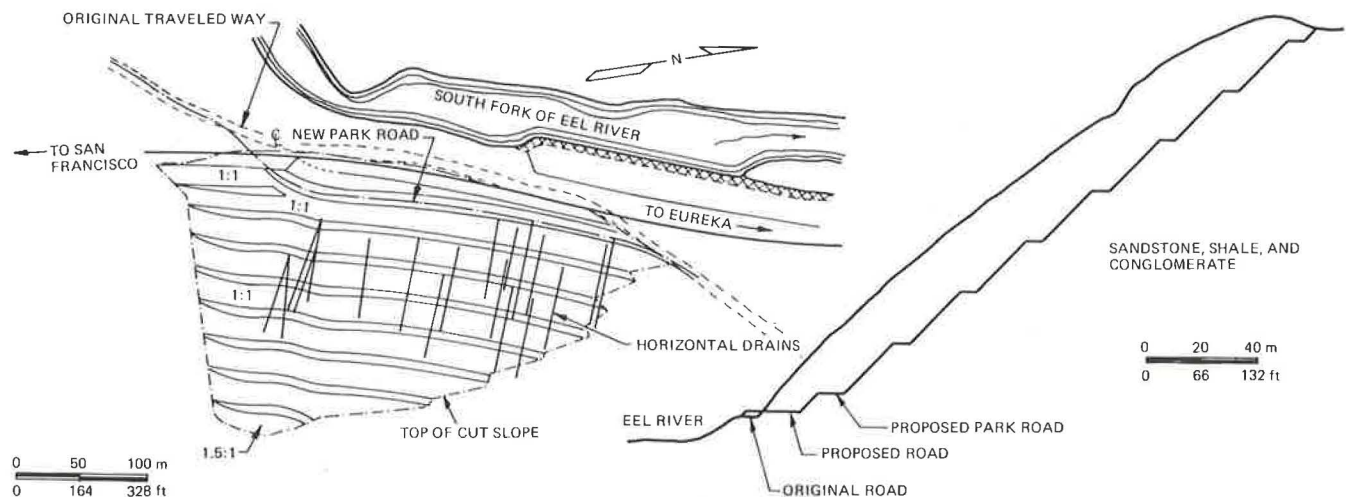 ORIGINAL TRAVELED WAY
N
SOUTH FORK OF EEL RIVER
℄ NEW PARK ROAD
TO SAN
FRANCISCO
1:1
1:1
TO EUREKA
1:1
HORIZONTAL DRAINS
TOP OF CUT SLOPE
1.5:1
0 50 100 m
0 164 328 ft
SANDSTONE, SHALE, AND
CONGLOMERATE
0 20 40 m
0 66 132 ft
EEL RIVER
PROPOSED PARK ROAD
PROPOSED ROAD
ORIGINAL ROAD